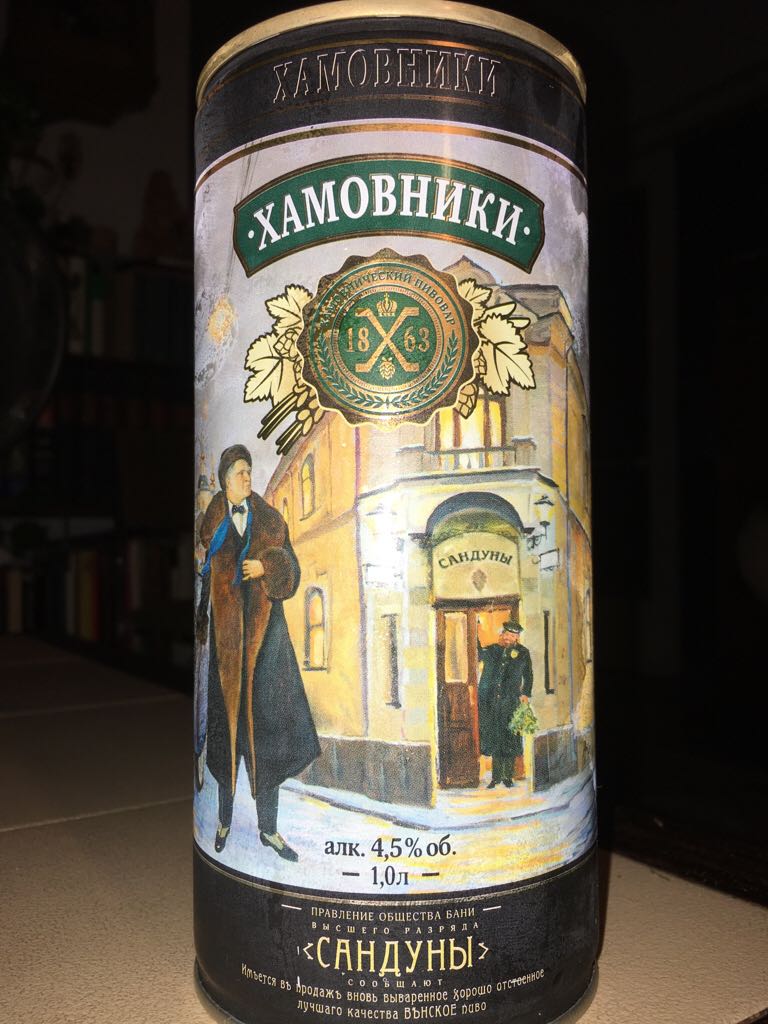 ХАМОВНИКИ
·ХАМОВНИКИ·
ПИВОВАР
18 63
САНДУНЫ
алк. 4,5% об.
— 1,0л —
— ПРАВЛЕНИЕ ОБЩЕСТВА БАНИ —
ВЫСШЕГО РАЗРЯДА
САНДУНЫ
СООБЩАЮТ
Имѣется въ продажѣ вновь вываренное хорошо отстоенное
лучшаго качества ВѢНСКОЕ пиво